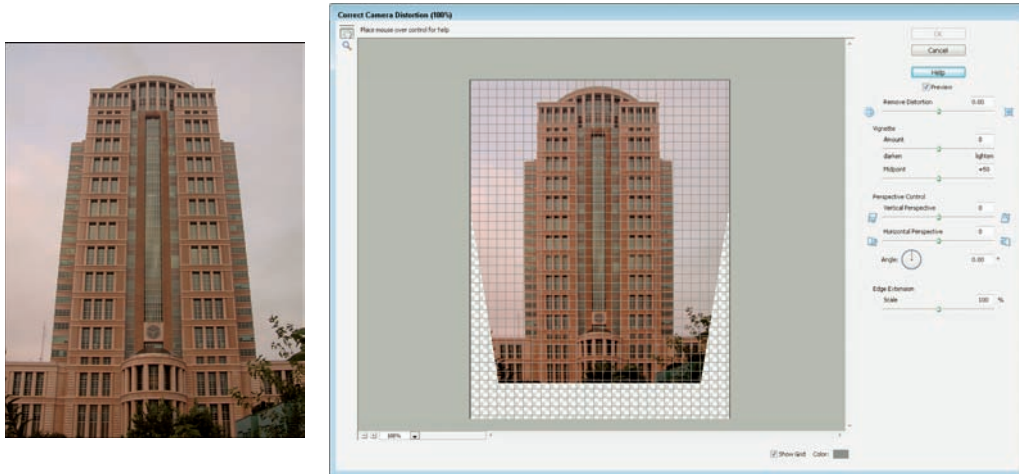 Correct Camera Distortion (100%)
Place mouse over control for help
OK
Cancel
Help
Preview
Remove Distortion 0.00
Vignette
Amount 0
darken lighten
Midpoint +50
Perspective Control
Vertical Perspective 0
Horizontal Perspective 0
Angle: 0.00 °
Edge Extension
Scale 100 %
100%
Show Grid Color: